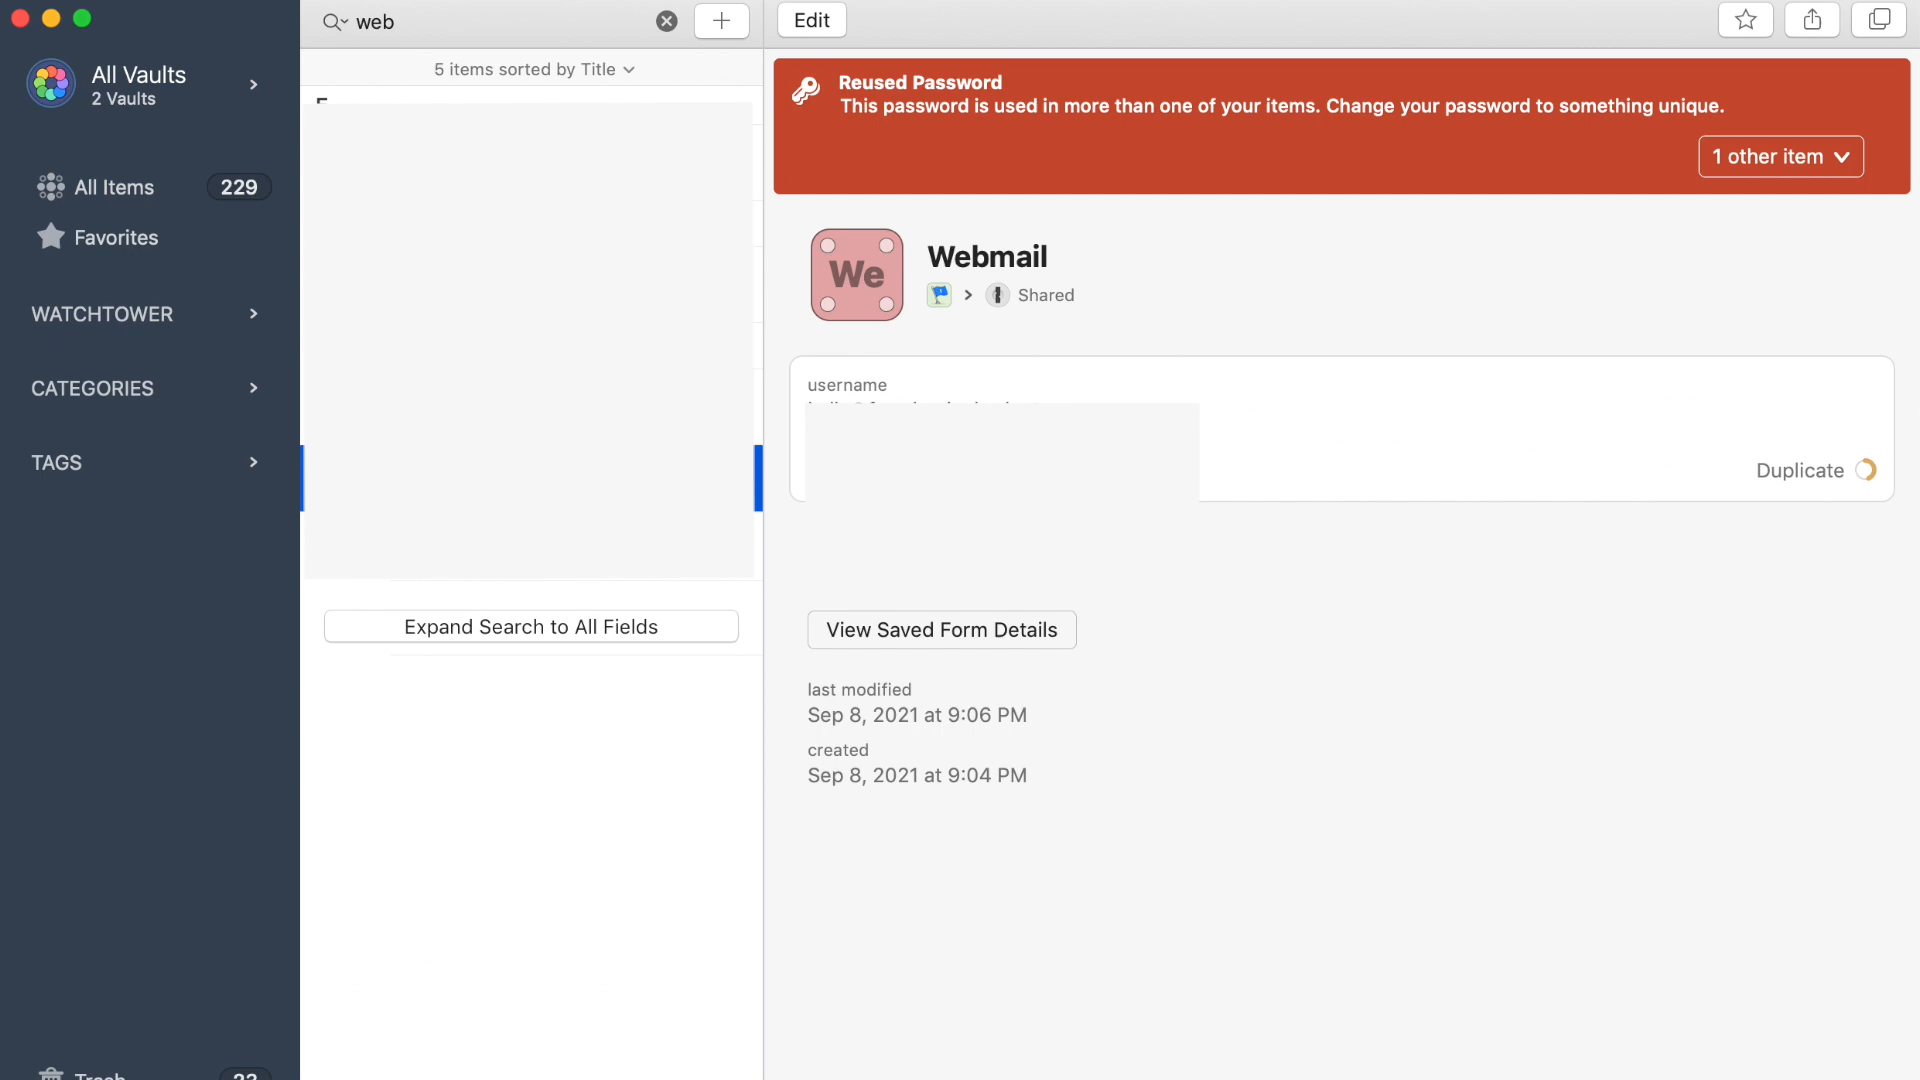 All Vaults
2 Vaults
All Items 229
Favorites
WATCHTOWER
CATEGORIES
TAGS
web
5 items sorted by Title
Expand Search to All Fields
Edit
Reused Password
This password is used in more than one of your items. Change your password to something unique.
1 other item
We
Webmail
Shared
username
Duplicate
View Saved Form Details
last modified
Sep 8, 2021 at 9:06 PM
created
Sep 8, 2021 at 9:04 PM